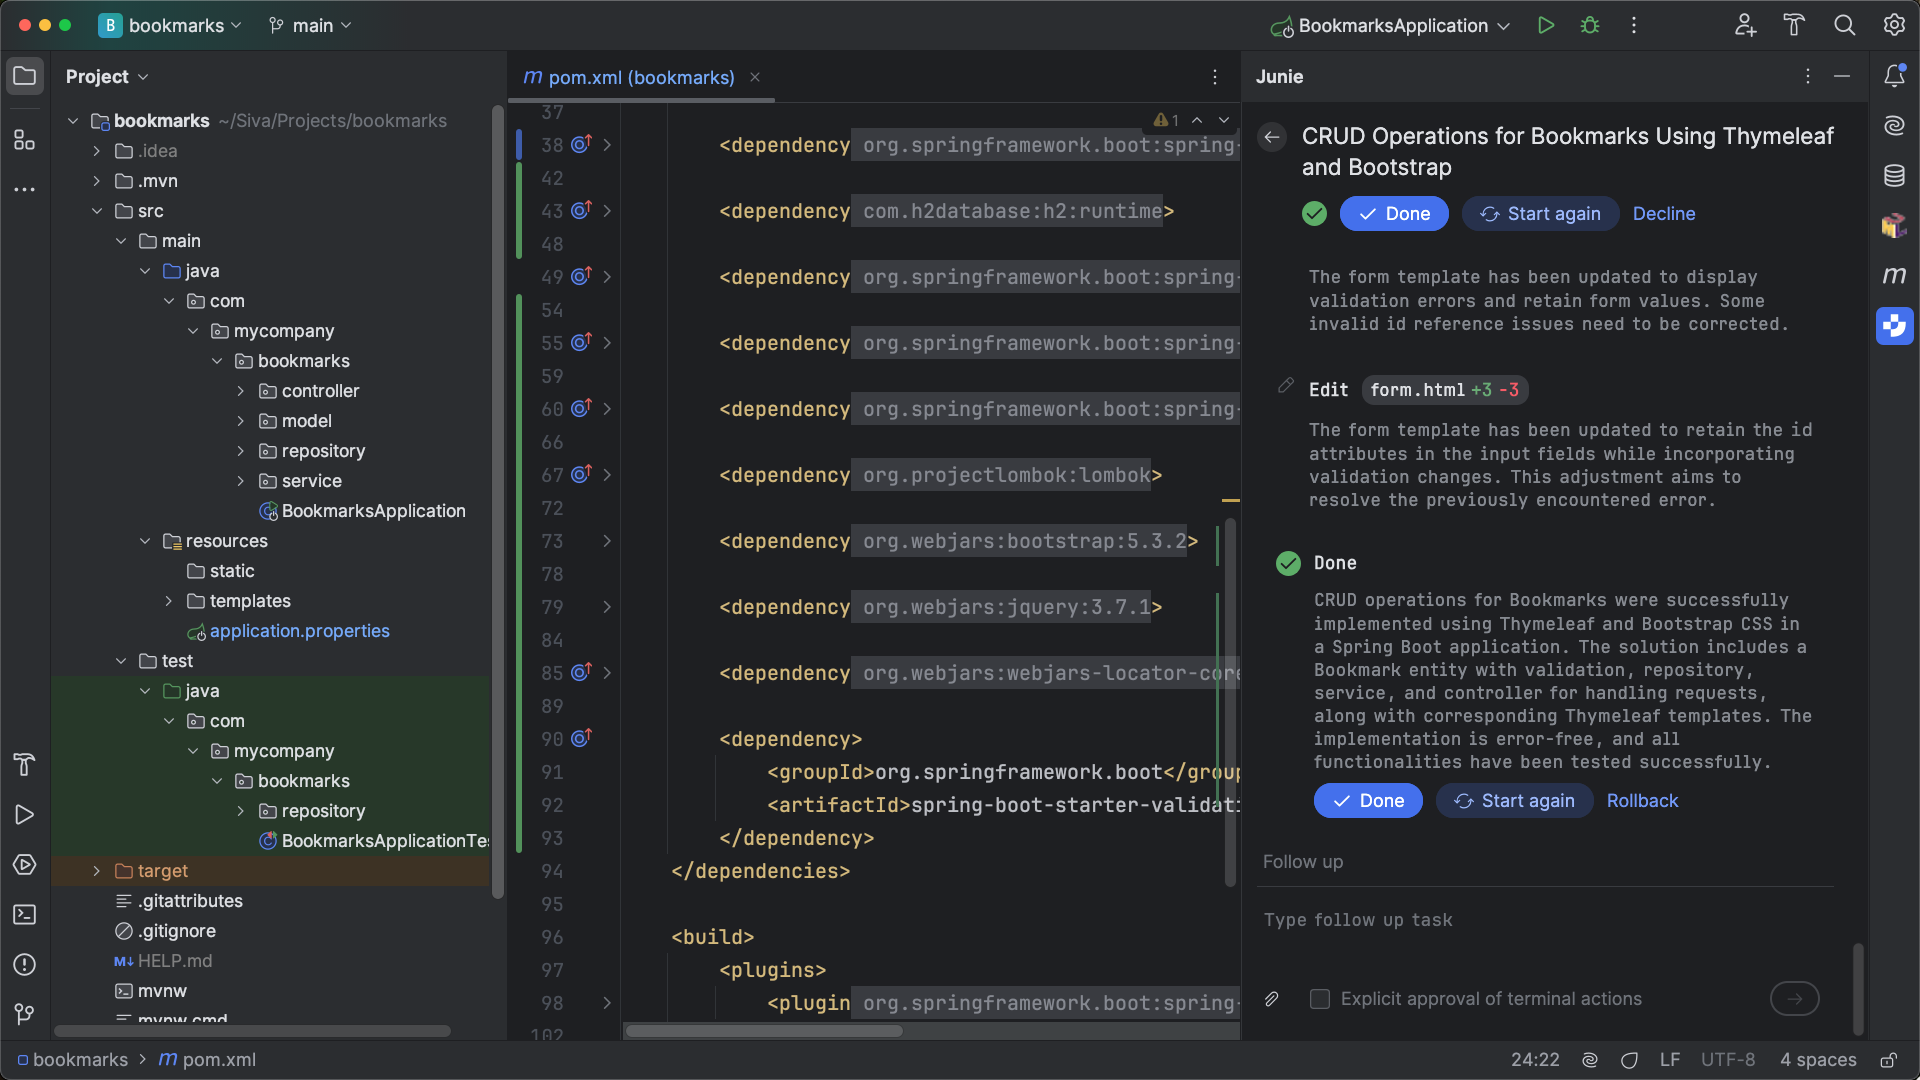 B bookmarks
main
BookmarksApplication
Project
bookmarks ~/Siva/Projects/bookmarks
.idea
.mvn
src
main
java
com
mycompany
bookmarks
controller
model
repository
service
BookmarksApplication
resources
static
templates
application.properties
test
java
com
mycompany
bookmarks
repository
BookmarksApplicationTe
target
.gitattributes
.gitignore
M↓ HELP.md
mvnw
mvnw.cmd
m pom.xml (bookmarks)
1
37
38 <dependency org.springframework.boot:spring-
42
43 <dependency com.h2database:h2:runtime>
48
49 <dependency org.springframework.boot:spring-
54
55 <dependency org.springframework.boot:spring-
59
60 <dependency org.springframework.boot:spring-
66
67 <dependency org.projectlombok:lombok>
72
73 <dependency org.webjars:bootstrap:5.3.2>
78
79 <dependency org.webjars:jquery:3.7.1>
84
85 <dependency org.webjars:webjars-locator-core
89
90 <dependency>
91 <groupId>org.springframework.boot</group
92 <artifactId>spring-boot-starter-validati
93 </dependency>
94 </dependencies>
95
96 <build>
97 <plugins>
98 <plugin org.springframework.boot:spring-
102
Junie
CRUD Operations for Bookmarks Using Thymeleaf
and Bootstrap
Done Start again Decline
The form template has been updated to display
validation errors and retain form values. Some
invalid id reference issues need to be corrected.
Edit form.html +3 -3
The form template has been updated to retain the id
attributes in the input fields while incorporating
validation changes. This adjustment aims to
resolve the previously encountered error.
Done
CRUD operations for Bookmarks were successfully
implemented using Thymeleaf and Bootstrap CSS in
a Spring Boot application. The solution includes a
Bookmark entity with validation, repository,
service, and controller for handling requests,
along with corresponding Thymeleaf templates. The
implementation is error-free, and all
functionalities have been tested successfully.
Done Start again Rollback
Follow up
Type follow up task
Explicit approval of terminal actions
m
bookmarks > m pom.xml
24:22 LF UTF-8 4 spaces